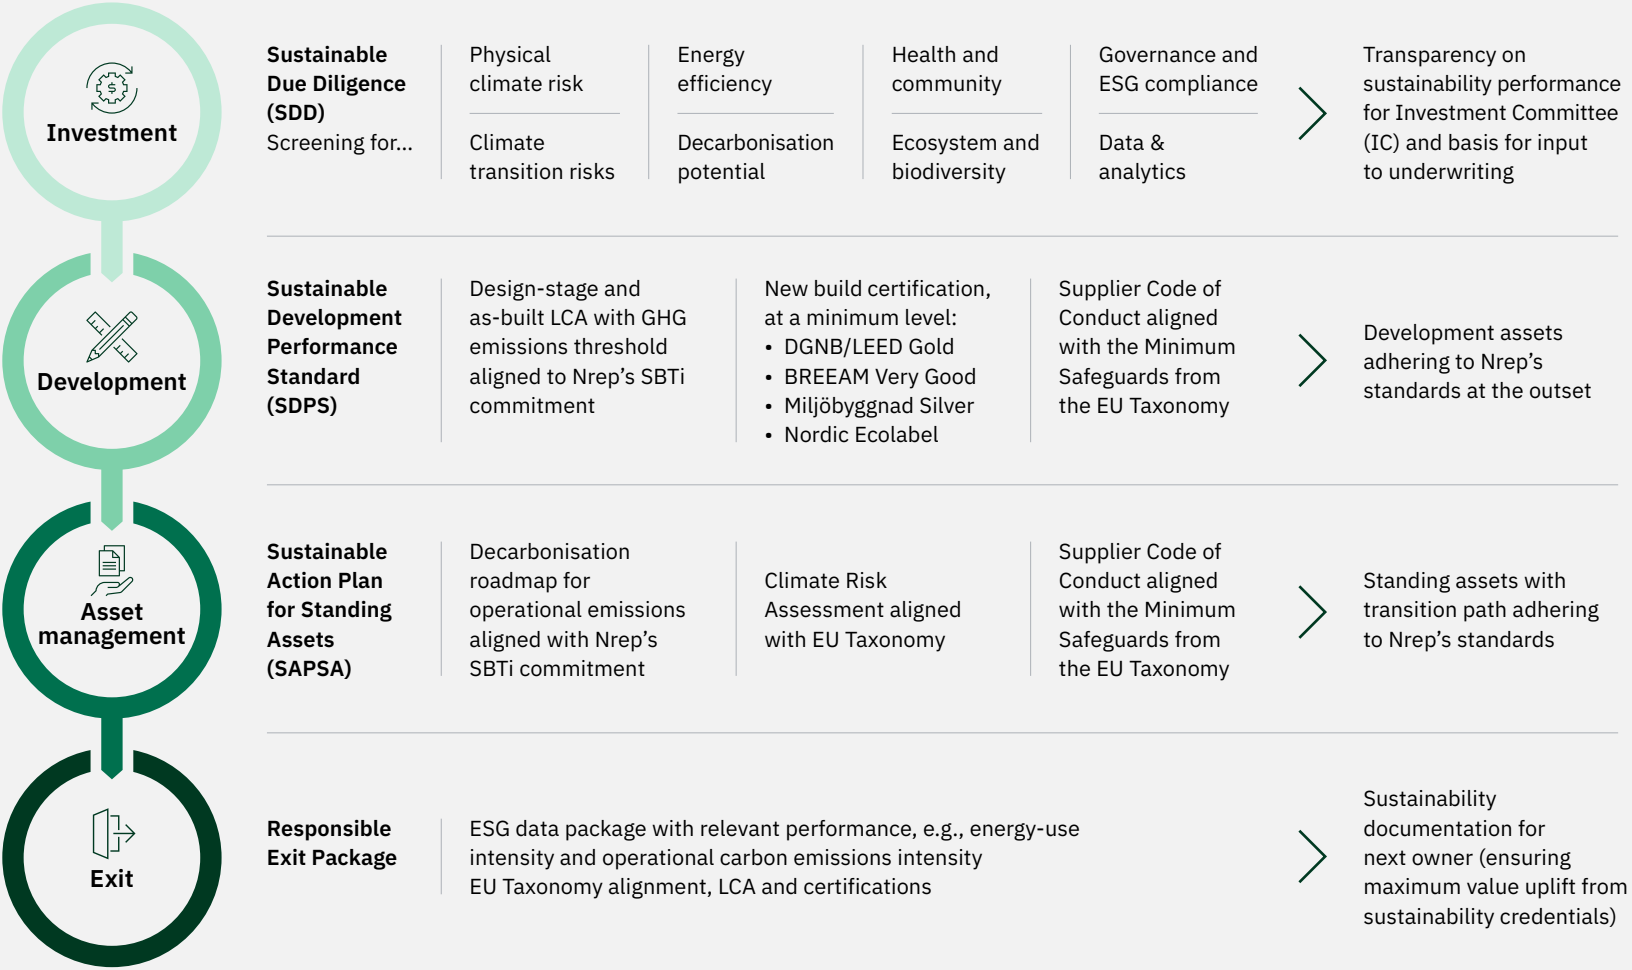 $
Investment
Sustainable
Due Diligence
(SDD)
Screening for...
Physical
climate risk
Climate
transition risks
Energy
efficiency
Decarbonisation
potential
Health and
community
Ecosystem and
biodiversity
Governance and
ESG compliance
Data &
analytics
Transparency on
sustainability performance
for Investment Committee
(IC) and basis for input
to underwriting
Development
Sustainable
Development
Performance
Standard
(SDPS)
Design-stage and
as-built LCA with GHG
emissions threshold
aligned to Nrep’s SBTi
commitment
New build certification,
at a minimum level:
• DGNB/LEED Gold
• BREEAM Very Good
• Miljöbyggnad Silver
• Nordic Ecolabel
Supplier Code of
Conduct aligned
with the Minimum
Safeguards from
the EU Taxonomy
Development assets
adhering to Nrep’s
standards at the outset
Asset
management
Sustainable
Action Plan
for Standing
Assets
(SAPSA)
Decarbonisation
roadmap for
operational emissions
aligned with Nrep’s
SBTi commitment
Climate Risk
Assessment aligned
with EU Taxonomy
Supplier Code of
Conduct aligned
with the Minimum
Safeguards from
the EU Taxonomy
Standing assets with
transition path adhering
to Nrep’s standards
Exit
Responsible
Exit Package
ESG data package with relevant performance, e.g., energy-use
intensity and operational carbon emissions intensity
EU Taxonomy alignment, LCA and certifications
Sustainability
documentation for
next owner (ensuring
maximum value uplift from
sustainability credentials)